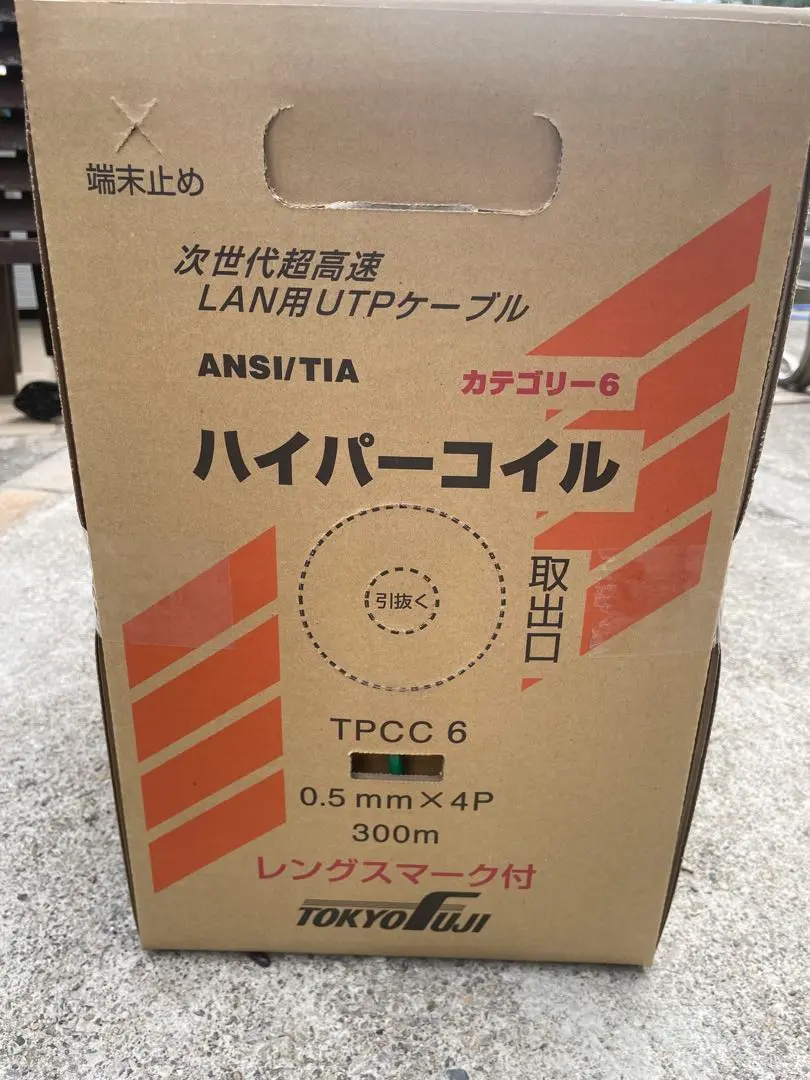 端末止め
次世代超高速
LAN用UTPケーブル
ANSI/TIA
カテゴリー6
ハイパーコイル
引抜く
取出口
TPCC 6
0.5mm×4P
300m
レングスマーク付
TOKYO FUJI